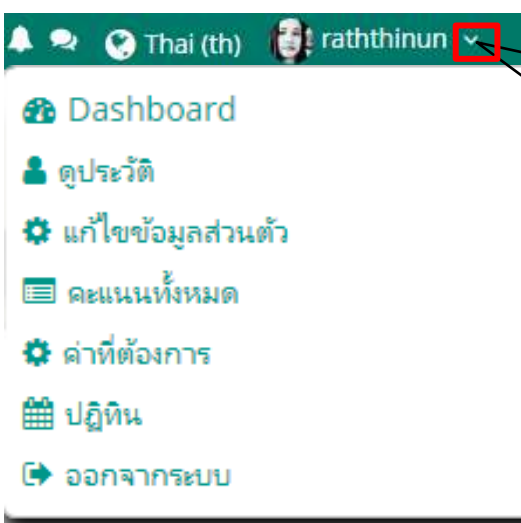 Thai (th) raththinun
Dashboard
ดูประวัติ
แก้ไขข้อมูลส่วนตัว
คะแนนทั้งหมด
ค่าที่ต้องการ
ปฏิทิน
ออกจากระบบ